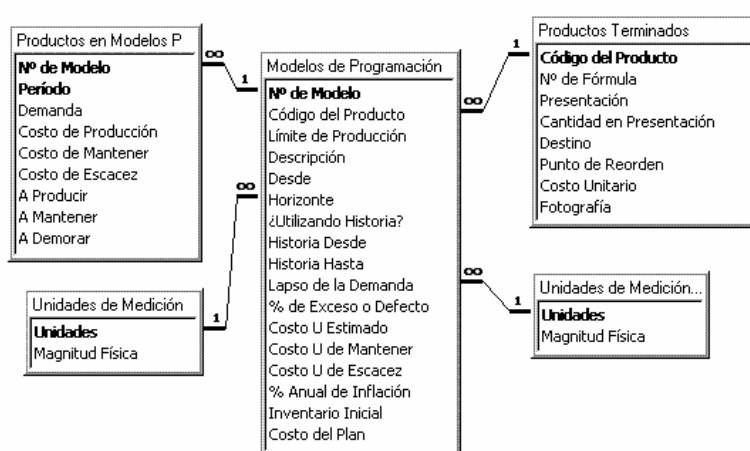 Productos en Modelos P
Nº de Modelo
Período
Demanda
Costo de Producción
Costo de Mantener
Costo de Escacez
A Producir
A Mantener
A Demorar
∞
1
Modelos de Programación
Nº de Modelo
Código del Producto
Límite de Producción
Descripción
Desde
Horizonte
¿Utilizando Historia?
Historia Desde
Historia Hasta
Lapso de la Demanda
% de Exceso o Defecto
Costo U Estimado
Costo U de Mantener
Costo U de Escacez
% Anual de Inflación
Inventario Inicial
Costo del Plan
1
∞
Productos Terminados
Código del Producto
Nº de Fórmula
Presentación
Cantidad en Presentación
Destino
Punto de Reorden
Costo Unitario
Fotografía
∞
1
Unidades de Medición
Unidades
Magnitud Física
∞
1
Unidades de Medición...
Unidades
Magnitud Física